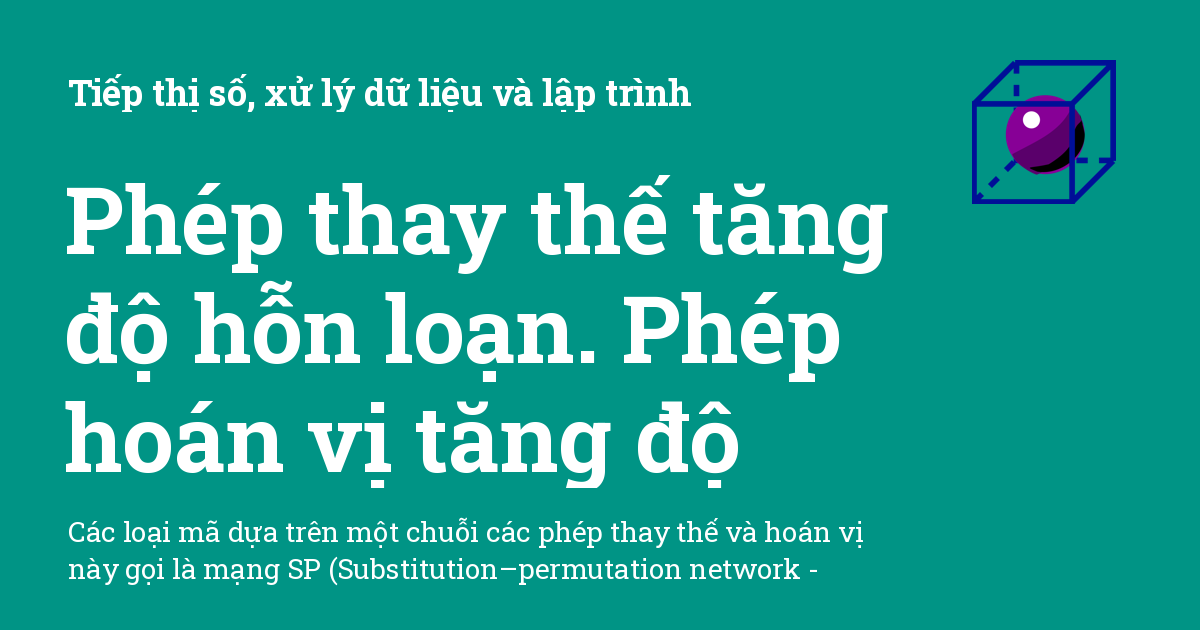 Tiếp thị số, xử lý dữ liệu và lập trình
Phép thay thế tăng
độ hỗn loạn. Phép
hoán vị tăng độ
Các loại mã dựa trên một chuỗi các phép thay thế và hoán vị
này gọi là mạng SP (Substitution–permutation network -